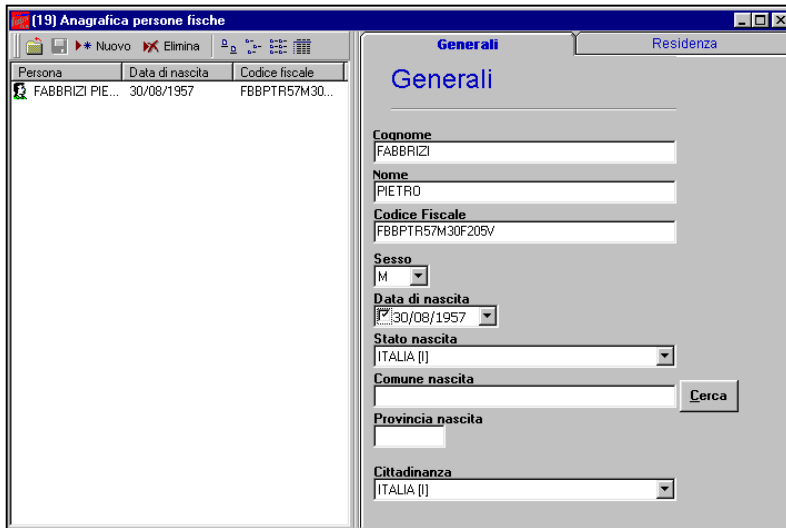 (19) Anagrafica persone fische
Nuovo Elimina
Persona Data di nascita Codice fiscale
FABBRIZI PIE... 30/08/1957 FBBPTR57M30...
Generali Residenza
Generali
Cognome
FABBRIZI
Nome
PIETRO
Codice Fiscale
FBBPTR57M30F205V
Sesso
M
Data di nascita
30/08/1957
Stato nascita
ITALIA [I]
Comune nascita
Cerca
Provincia nascita
Cittadinanza
ITALIA [I]